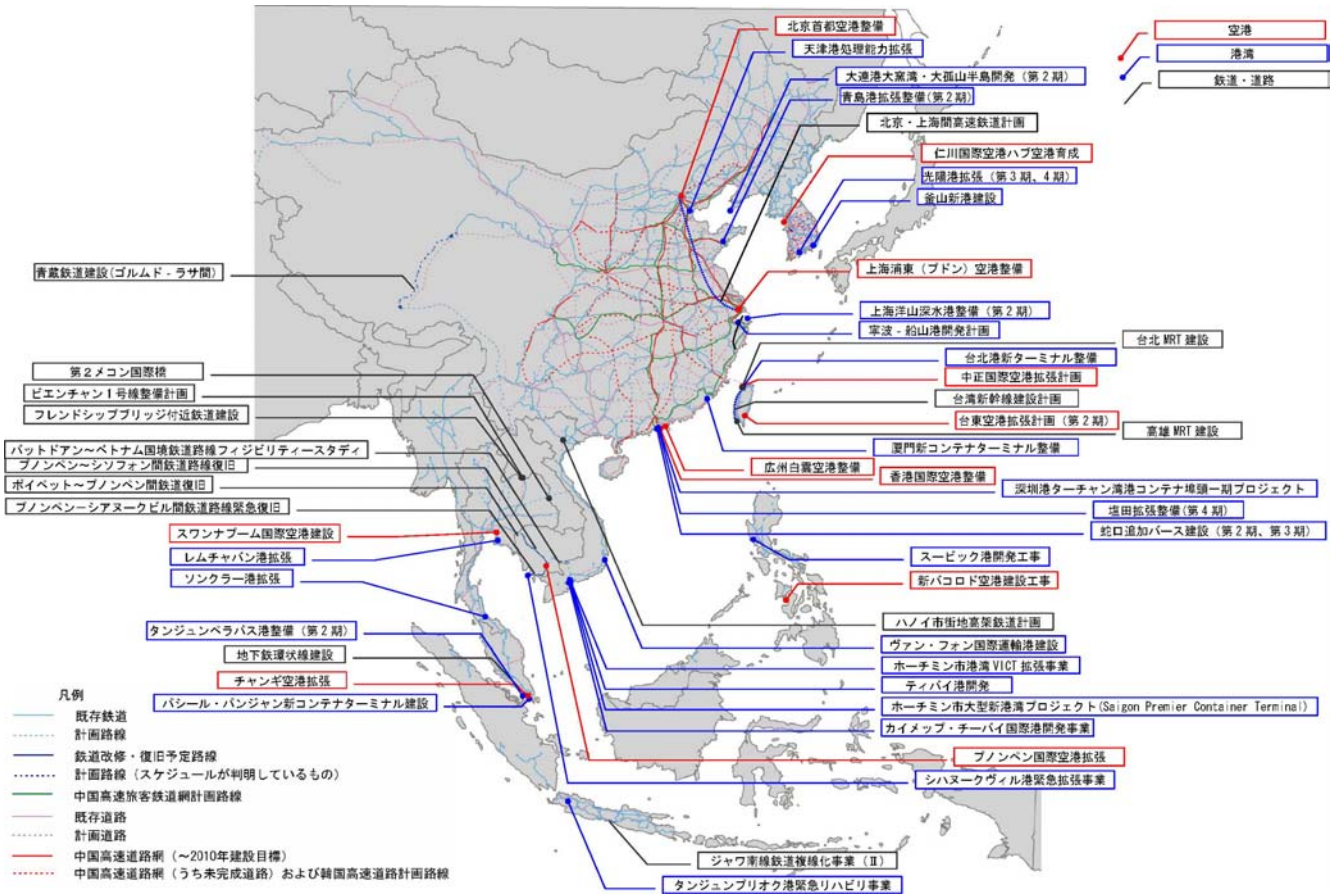 北京首都空港整備
天津港処理能力拡張
大連港大窯湾・大孤山半島開発（第２期）
青島港拡張整備(第２期)
北京・上海間高速鉄道計画
仁川国際空港ハブ空港育成
光陽港拡張（第３期、４期）
釜山新港建設
空港
港湾
鉄道・道路
青蔵鉄道建設(ゴルムド‐ラサ間)
上海浦東（プドン）空港整備
上海洋山深水港整備（第２期）
寧波‐船山港開発計画
台北 MRT 建設
台北港新ターミナル整備
中正国際空港拡張計画
台湾新幹線建設計画
台東空港拡張計画（第２期）
高雄 MRT 建設
厦門新コンテナターミナル整備
広州白雲空港整備
香港国際空港整備
深圳港ターチャン湾港コンテナ埠頭一期プロジェクト
塩田拡張整備(第４期)
蛇口追加バース建設（第２期、第３期）
スービック港開発工事
新バコロド空港建設工事
第２メコン国際橋
ビエンチャン１号線整備計画
フレンドシップブリッジ付近鉄道建設
バットドアン～ベトナム国境鉄道路線フィジビリティースタディ
プノンペン～シソフォン間鉄道路線復旧
ポイペット～プノンペン間鉄道復旧
プノンペン－シアヌークビル間鉄道路線緊急復旧
スワンナプーム国際空港建設
レムチャバン港拡張
ソンクラー港拡張
タンジュンペラパス港整備（第２期）
地下鉄環状線建設
チャンギ空港拡張
パシール・パンジャン新コンテナターミナル建設
ハノイ市街地高架鉄道計画
ヴァン・フォン国際運輸港建設
ホーチミン市港湾 VICT 拡張事業
ティバイ港開発
ホーチミン市大型新港湾プロジェクト(Saigon Premier Container Terminal)
カイメップ・チーバイ国際港開発事業
プノンペン国際空港拡張
シハヌークヴィル港緊急拡張事業
ジャワ南線鉄道複線化事業（Ⅱ）
タンジュンプリオク港緊急リハビリ事業
凡例
既存鉄道
計画路線
鉄道改修・復旧予定路線
計画路線（スケジュールが判明しているもの）
中国高速旅客鉄道網計画路線
既存道路
計画道路
中国高速道路網（～2010年建設目標）
中国高速道路網（うち未完成道路）および韓国高速道路計画路線